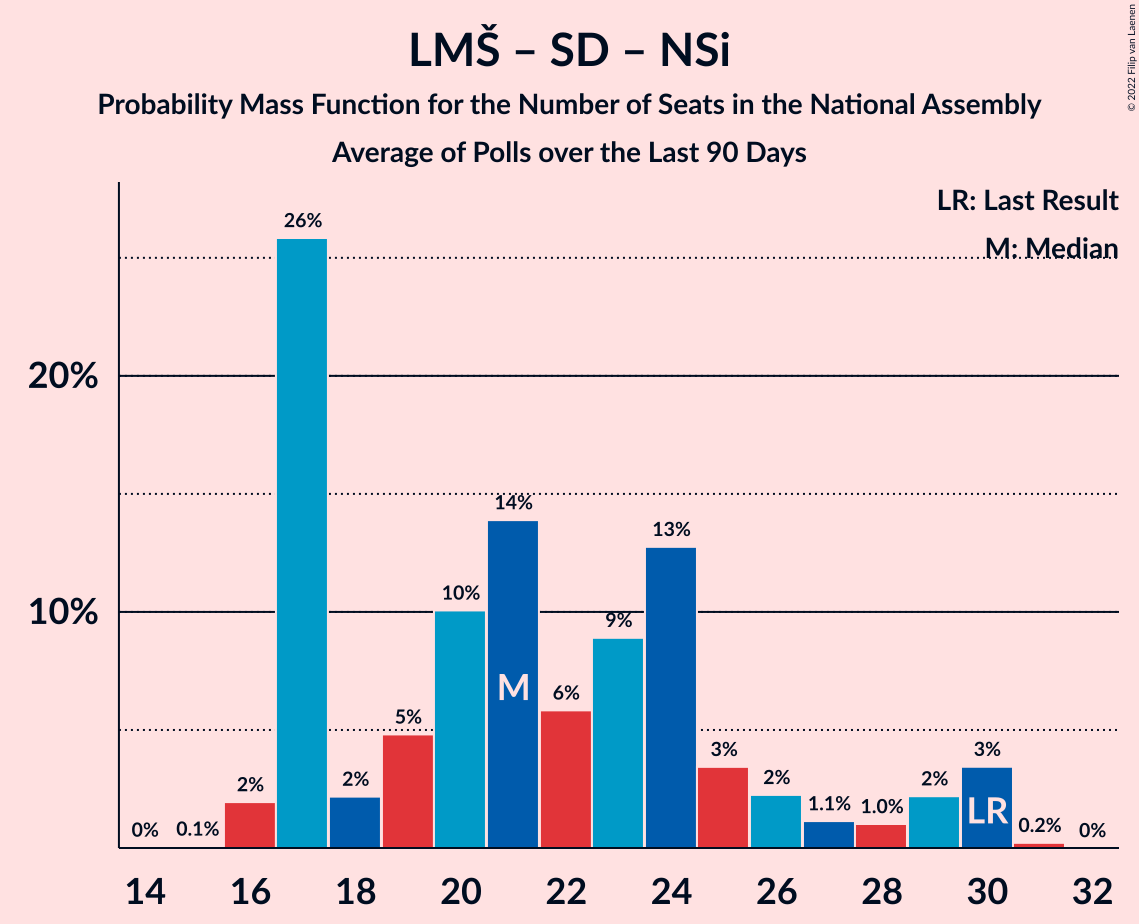 LMŠ – SD – NSi
Probability Mass Function for the Number of Seats in the National Assembly
Average of Polls over the Last 90 Days
© 2022 Filip van Laenen
LR: Last Result
M: Median
20%
10%
0%
0.1%
2%
26%
2%
5%
10%
14%
6%
9%
13%
3%
2%
1.1%
1.0%
2%
3%
0.2%
0%
M
LR
14 16 18 20 22 24 26 28 30 32